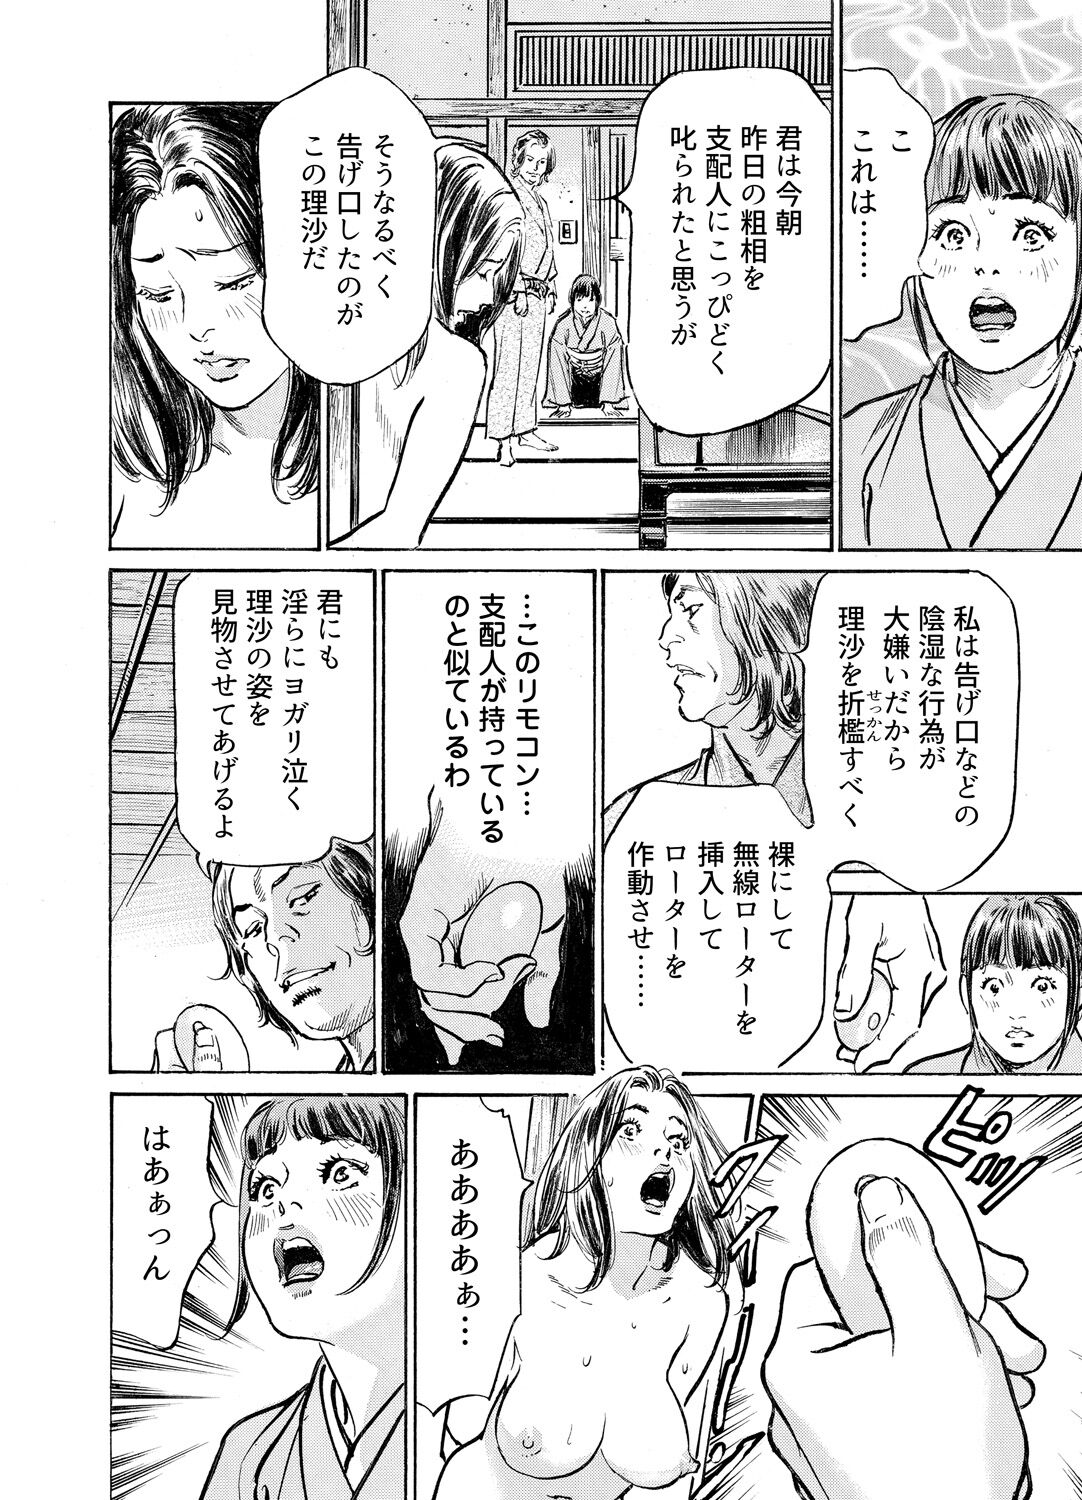 こ
これは……
君は今朝
昨日の粗相を
支配人にこっぴどく
叱られたと思うが
そうなるべく
告げ口したのが
この理沙だ
私は告げ口などの
陰湿な行為が
大嫌いだから
理沙を折檻すべく
せっかん
裸にして
無線ローターを
挿入して
ローターを
作動させ……
…このリモコン…
支配人が持っている
のと似ているわ
君にも
淫らにヨガリ泣く
理沙の姿を
見物させてあげるよ
ピッ
ああああぁ…
はあぁっん